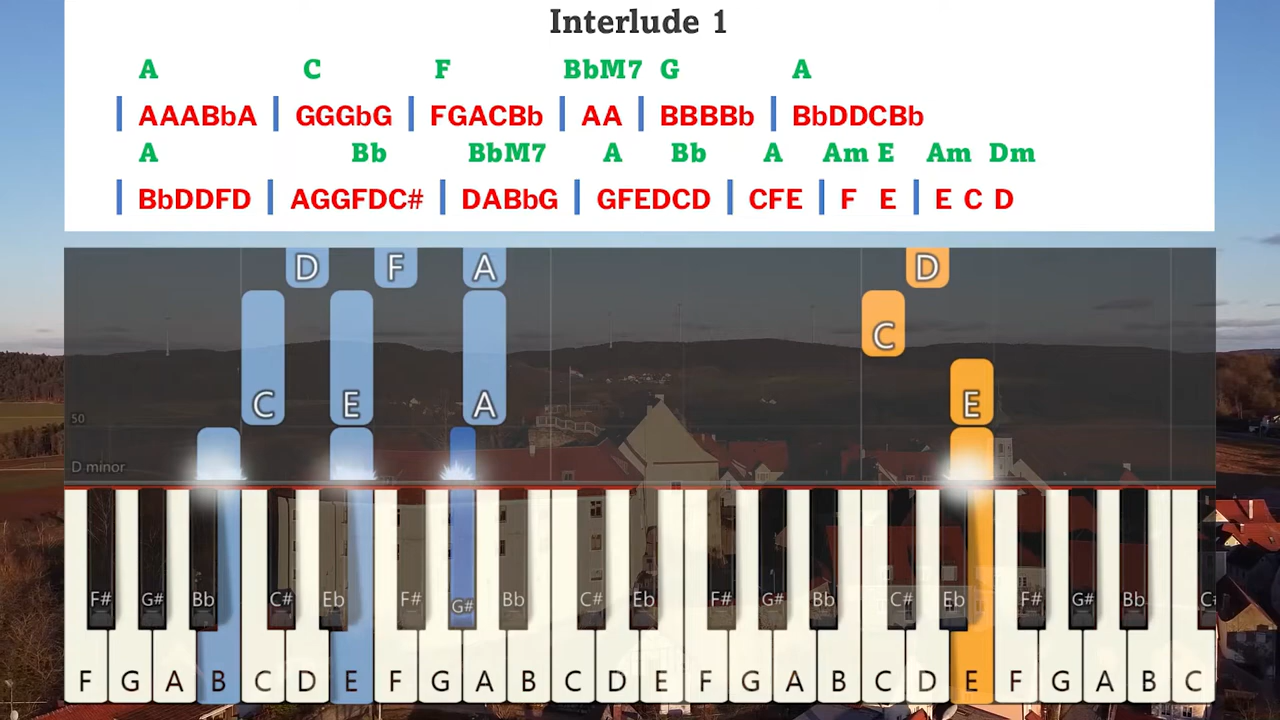 Interlude 1
A C F BbM7 G A
| AAABbA | GGGbG | FGACBb | AA | BBBBb | BbDDCBb
A Bb BbM7 A Bb A Am E Am Dm
| BbDDFD | AGGFDC# | DABbG | GFEDCD | CFE | F E | E C D
D F A D
C
C E A E
50
D minor
F# G# Bb C# Eb F# G# Bb C# Eb F# G# Bb C# Eb F# G# Bb C#
F G A B C D E F G A B C D E F G A B C D E F G A B C